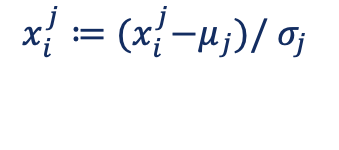 x_i^j := (x_i^j − μ_j) / σ_j